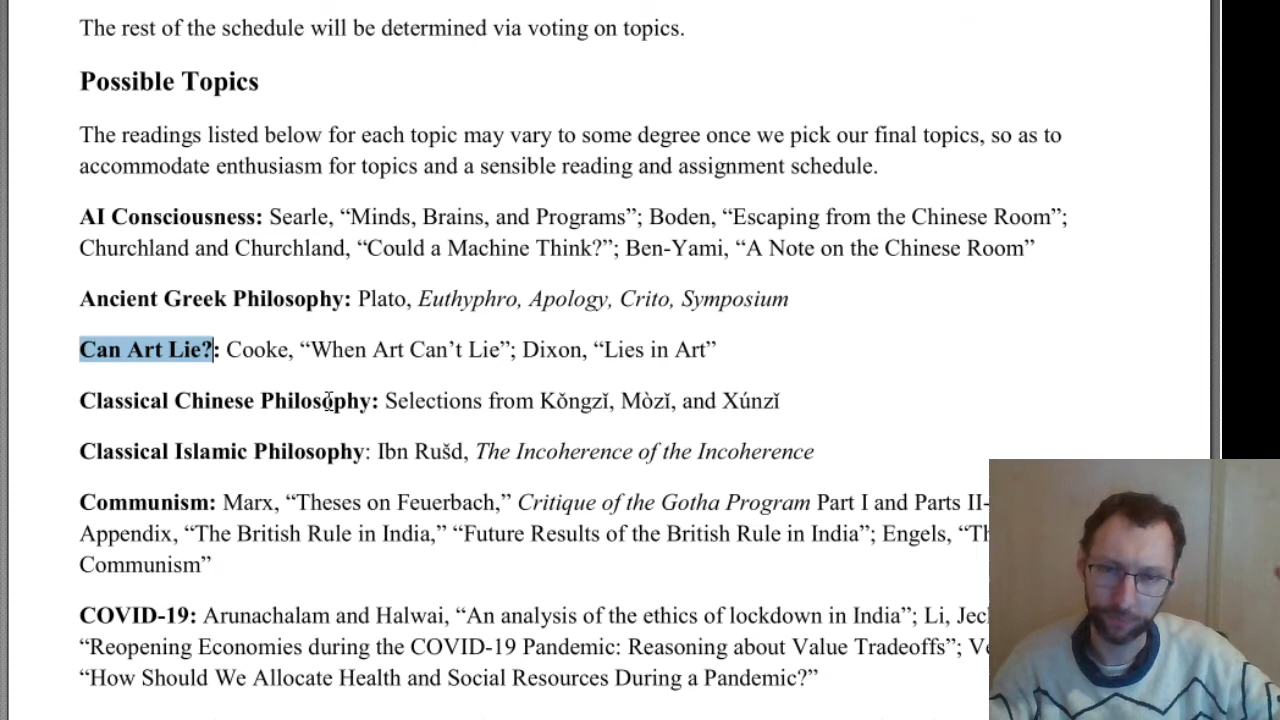 The rest of the schedule will be determined via voting on topics.
Possible Topics
The readings listed below for each topic may vary to some degree once we pick our final topics, so as to
accommodate enthusiasm for topics and a sensible reading and assignment schedule.
AI Consciousness: Searle, “Minds, Brains, and Programs”; Boden, “Escaping from the Chinese Room”;
Churchland and Churchland, “Could a Machine Think?”; Ben-Yami, “A Note on the Chinese Room”
Ancient Greek Philosophy: Plato, Euthyphro, Apology, Crito, Symposium
Can Art Lie?: Cooke, “When Art Can’t Lie”; Dixon, “Lies in Art”
Classical Chinese Philosophy: Selections from Kǒngzǐ, Mòzǐ, and Xúnzǐ
Classical Islamic Philosophy: Ibn Rušd, The Incoherence of the Incoherence
Communism: Marx, “Theses on Feuerbach,” Critique of the Gotha Program Part I and Parts II-
Appendix, “The British Rule in India,” “Future Results of the British Rule in India”; Engels,
Communism”
COVID-19: Arunachalam and Halwai, “An analysis of the ethics of lockdown in India”; Li,
“Reopening Economies during the COVID-19 Pandemic: Reasoning about Value Tradeoffs”;
“How Should We Allocate Health and Social Resources During a Pandemic?”